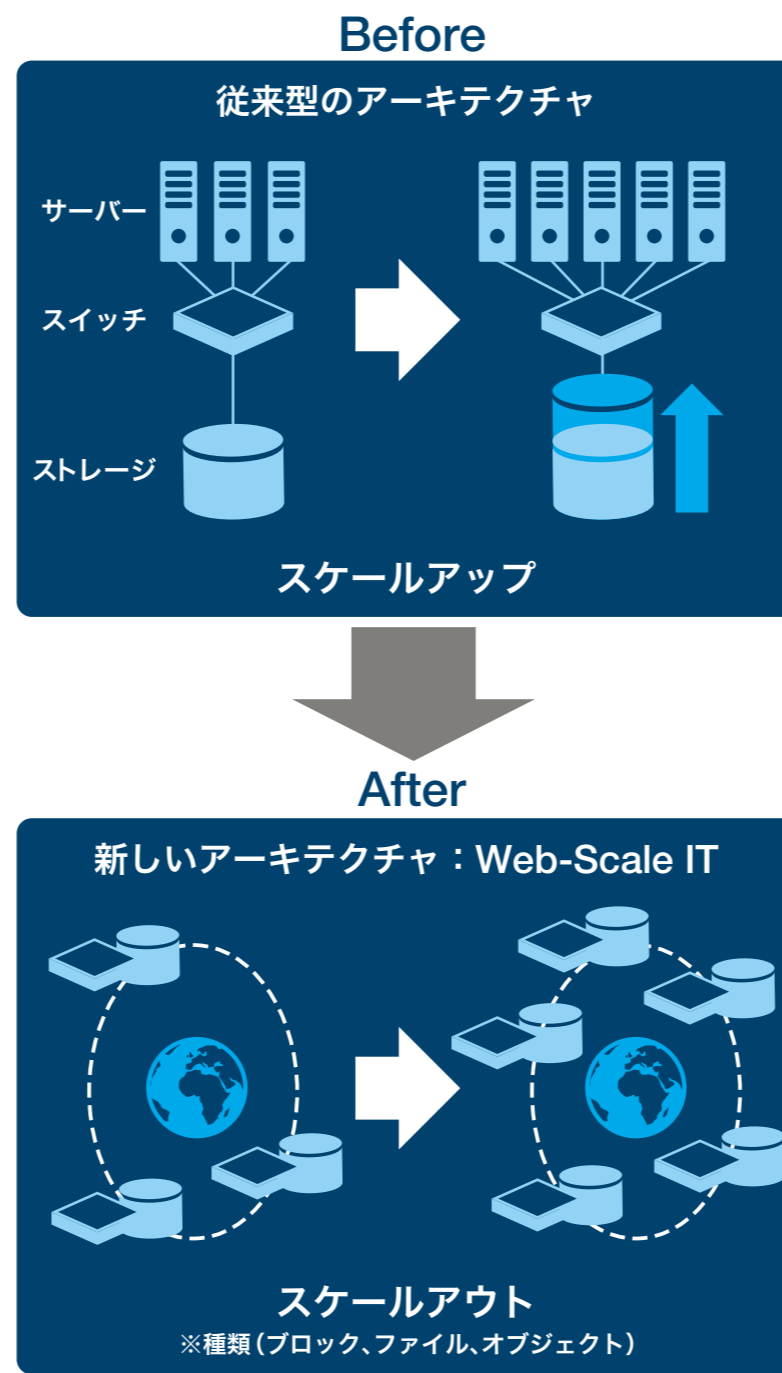 Before
従来型のアーキテクチャ
サーバー
スイッチ
ストレージ
スケールアップ
After
新しいアーキテクチャ：Web-Scale IT
スケールアウト
※種類（ブロック、ファイル、オブジェクト）